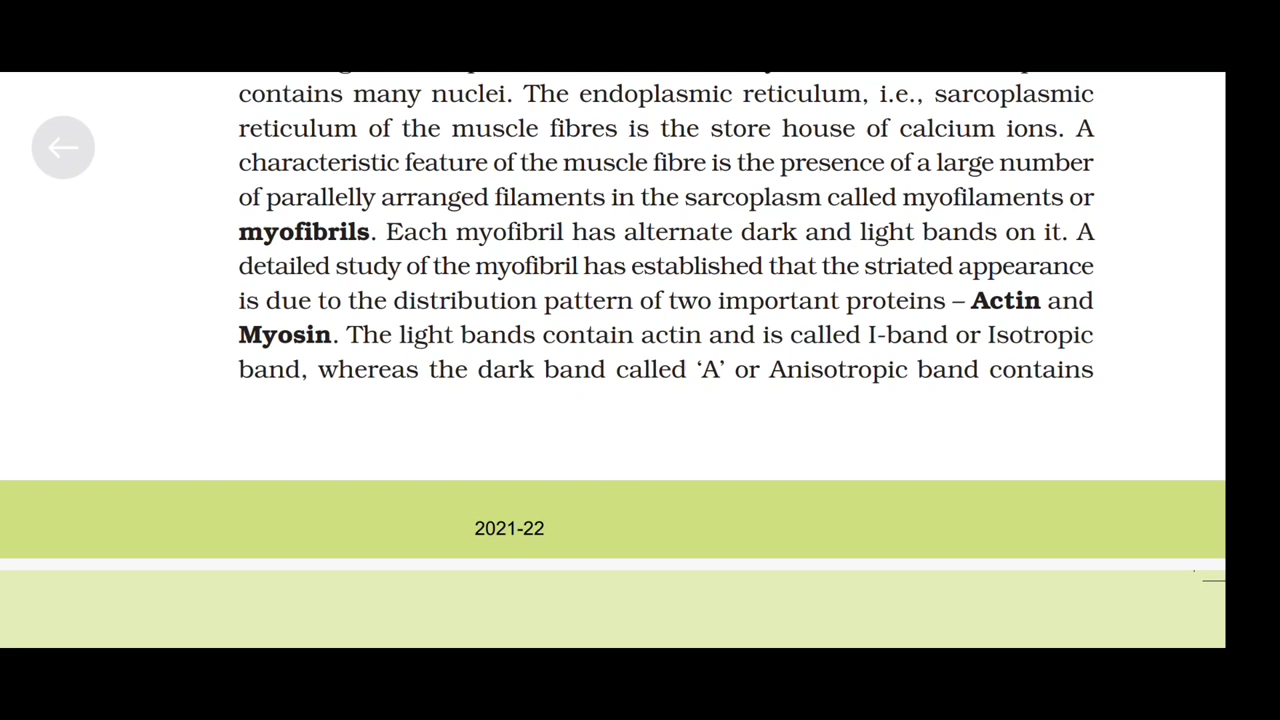 contains many nuclei. The endoplasmic reticulum, i.e., sarcoplasmic
reticulum of the muscle fibres is the store house of calcium ions. A
characteristic feature of the muscle fibre is the presence of a large number
of parallelly arranged filaments in the sarcoplasm called myofilaments or
myofibrils. Each myofibril has alternate dark and light bands on it. A
detailed study of the myofibril has established that the striated appearance
is due to the distribution pattern of two important proteins – Actin and
Myosin. The light bands contain actin and is called I-band or Isotropic
band, whereas the dark band called ‘A’ or Anisotropic band contains
2021-22